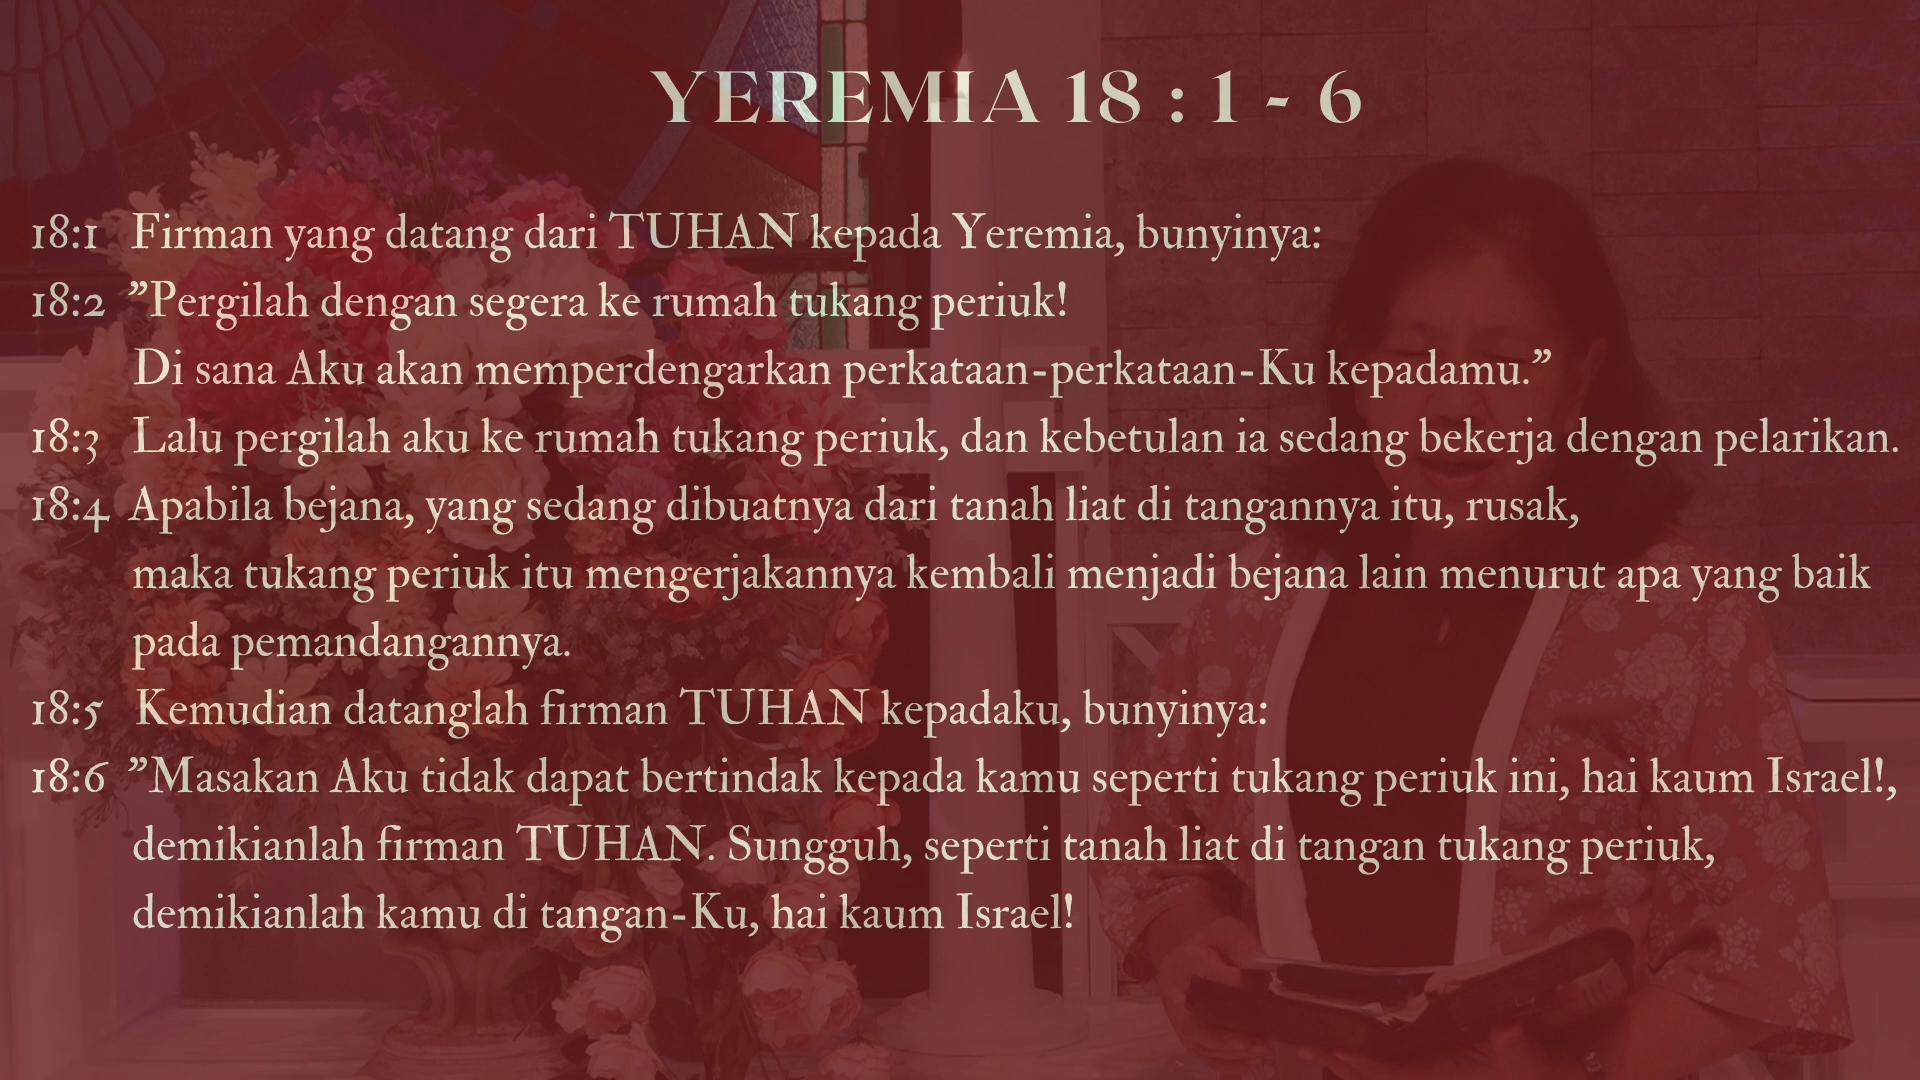 YEREMIA 18 : 1 - 6
18:1 Firman yang datang dari TUHAN kepada Yeremia, bunyinya:
18:2 ”Pergilah dengan segera ke rumah tukang periuk!
Di sana Aku akan memperdengarkan perkataan-perkataan-Ku kepadamu.”
18:3 Lalu pergilah aku ke rumah tukang periuk, dan kebetulan ia sedang bekerja dengan pelarikan.
18:4 Apabila bejana, yang sedang dibuatnya dari tanah liat di tangannya itu, rusak,
maka tukang periuk itu mengerjakannya kembali menjadi bejana lain menurut apa yang baik
pada pemandangannya.
18:5 Kemudian datanglah firman TUHAN kepadaku, bunyinya:
18:6 ”Masakan Aku tidak dapat bertindak kepada kamu seperti tukang periuk ini, hai kaum Israel!,
demikianlah firman TUHAN. Sungguh, seperti tanah liat di tangan tukang periuk,
demikianlah kamu di tangan-Ku, hai kaum Israel!